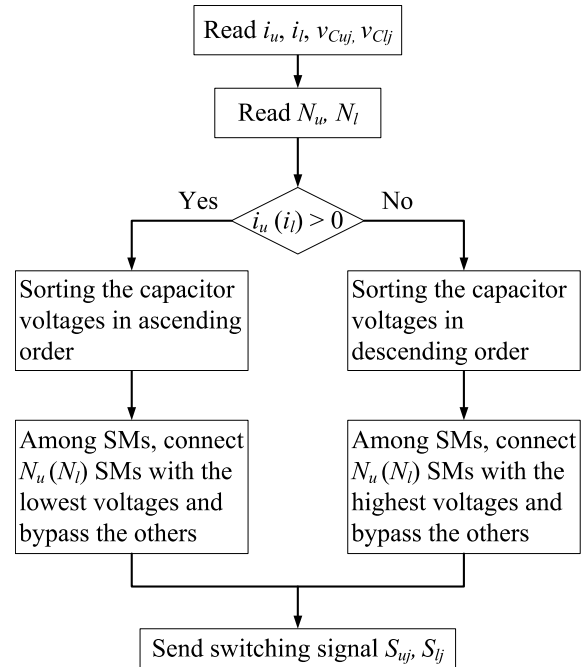 Read i_u, i_l, v_Cuj, v_Clj
Read N_u, N_l
Yes
i_u (i_l) > 0
No
Sorting the capacitor
voltages in ascending
order
Sorting the capacitor
voltages in
descending order
Among SMs, connect
N_u (N_l) SMs with the
lowest voltages and
bypass the others
Among SMs, connect
N_u (N_l) SMs with the
highest voltages and
bypass the others
Send switching signal S_uj, S_lj